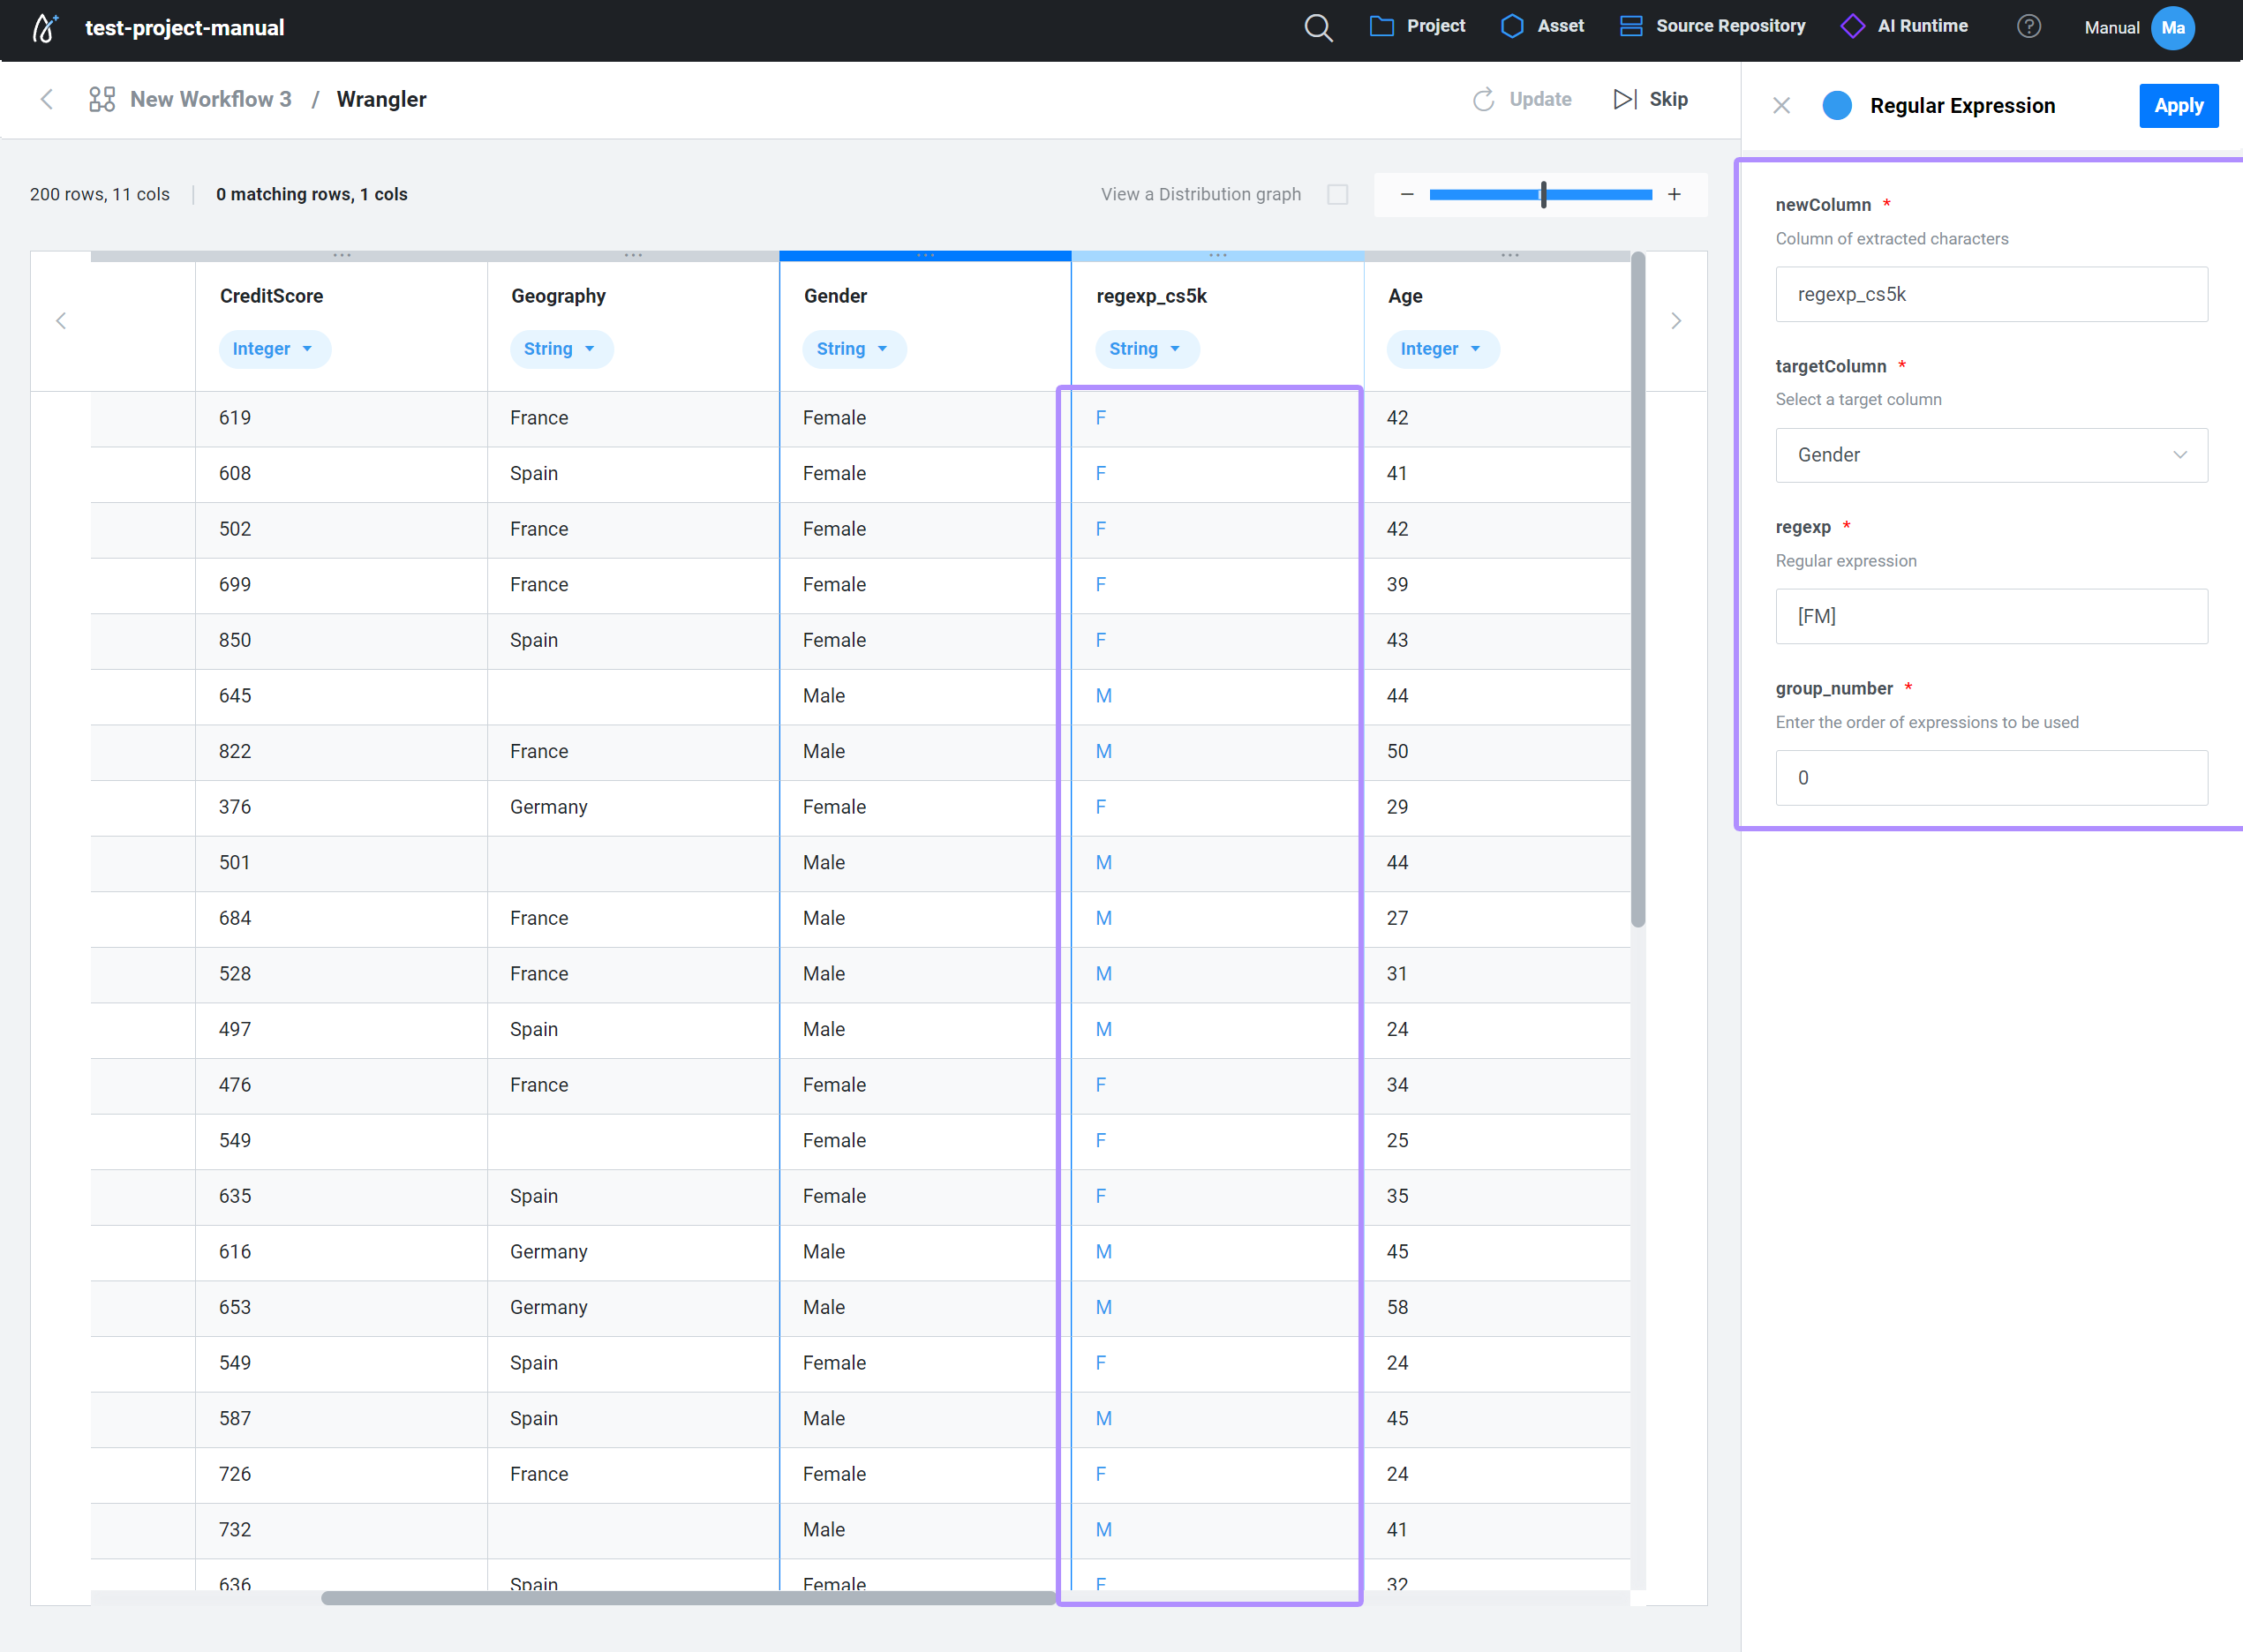 test-project-manual
Project
Asset
Source Repository
AI Runtime
?
Manual
Ma
New Workflow 3 / Wrangler
Update
Skip
Regular Expression
Apply
200 rows, 11 cols
0 matching rows, 1 cols
View a Distribution graph
CreditScore Geography Gender regexp_cs5k Age
Integer String String String Integer
619 France Female F 42
608 Spain Female F 41
502 France Female F 42
699 France Female F 39
850 Spain Female F 43
645 Male M 44
822 France Male M 50
376 Germany Female F 29
501 Male M 44
684 France Male M 27
528 France Male M 31
497 Spain Male M 24
476 France Female F 34
549 Female F 25
635 Spain Female F 35
616 Germany Male M 45
653 Germany Male M 58
549 Spain Female F 24
587 Spain Male M 45
726 France Female F 24
732 Male M 41
636 Spain Female F 32
newColumn *
Column of extracted characters
regexp_cs5k
targetColumn *
Select a target column
Gender
regexp *
Regular expression
[FM]
group_number *
Enter the order of expressions to be used
0